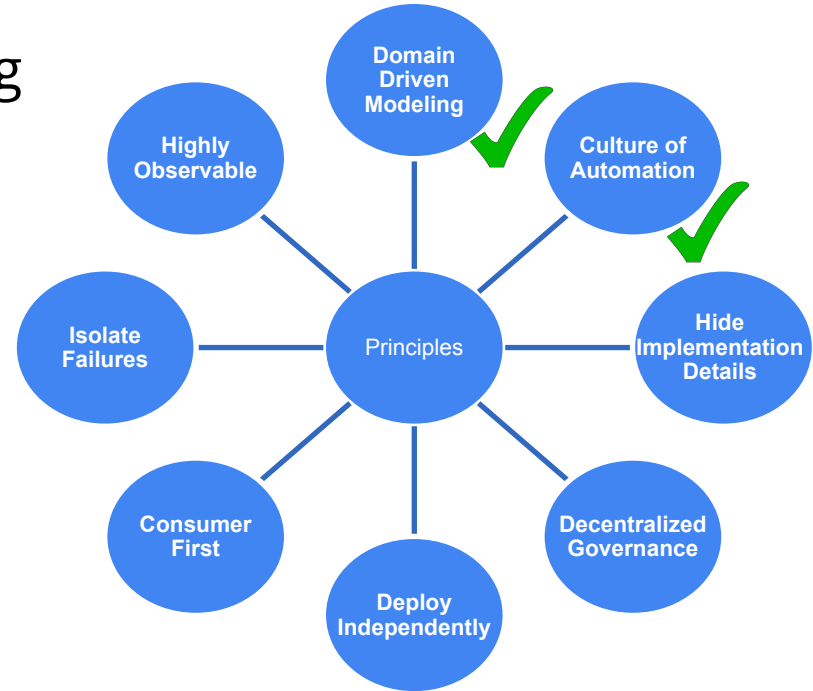 g
Domain
Driven
Modeling
Culture of
Automation
Hide
Implementation
Details
Decentralized
Governance
Deploy
Independently
Consumer
First
Isolate
Failures
Highly
Observable
Principles